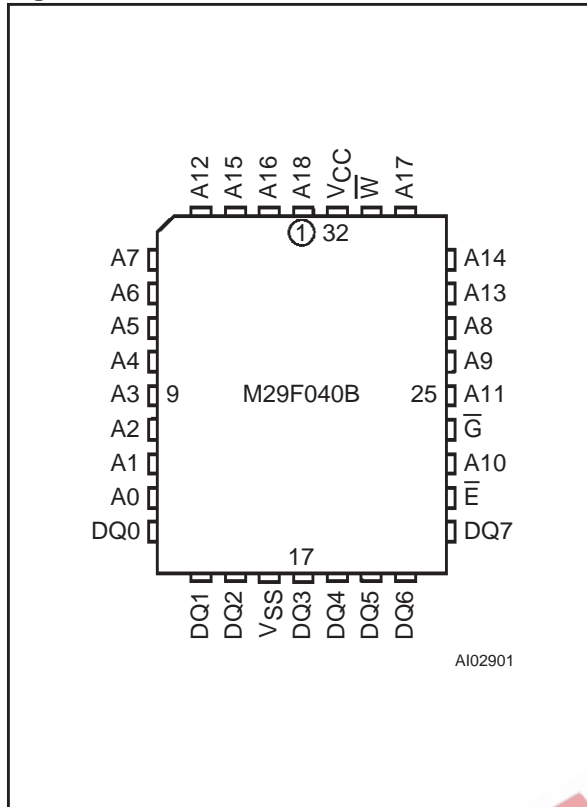 A12 A15 A16 A18 VCC W̅ A17
1 32
A7 A14
A6 A13
A5 A8
A4 A9
A3 9 M29F040B 25 A11
A2 G̅
A1 A10
A0 E̅
DQ0 DQ7
17
DQ1 DQ2 VSS DQ3 DQ4 DQ5 DQ6
AI02901